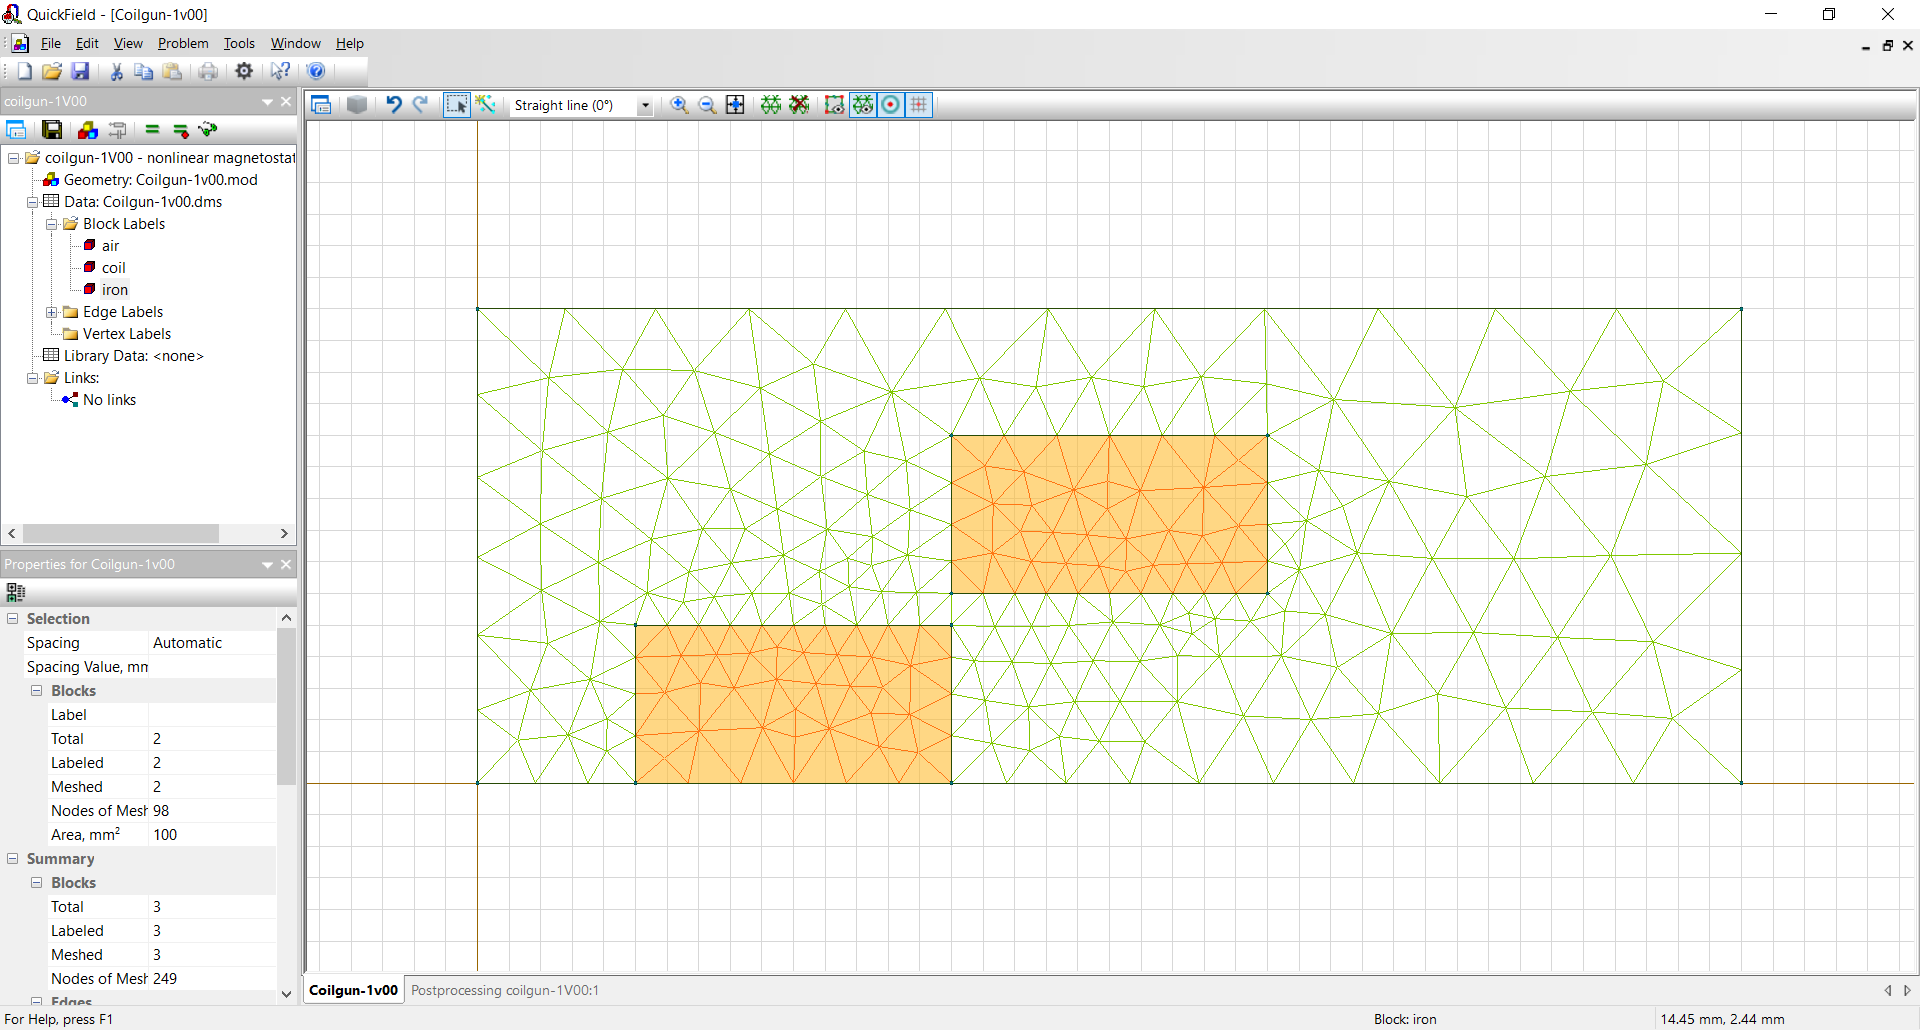 QuickField - [Coilgun-1v00]
File Edit View Problem Tools Window Help
coilgun-1V00
Straight line (0°)
coilgun-1V00 - nonlinear magnetostat
Geometry: Coilgun-1v00.mod
Data: Coilgun-1v00.dms
Block Labels
air
coil
iron
Edge Labels
Vertex Labels
Library Data: <none>
Links:
No links
Properties for Coilgun-1v00
Selection
Spacing Automatic
Spacing Value, mm
Blocks
Label
Total 2
Labeled 2
Meshed 2
Nodes of Mesh 98
Area, mm² 100
Summary
Blocks
Total 3
Labeled 3
Meshed 3
Nodes of Mesh 249
Edges
Coilgun-1v00 Postprocessing coilgun-1V00:1
For Help, press F1 Block: iron 14.45 mm, 2.44 mm